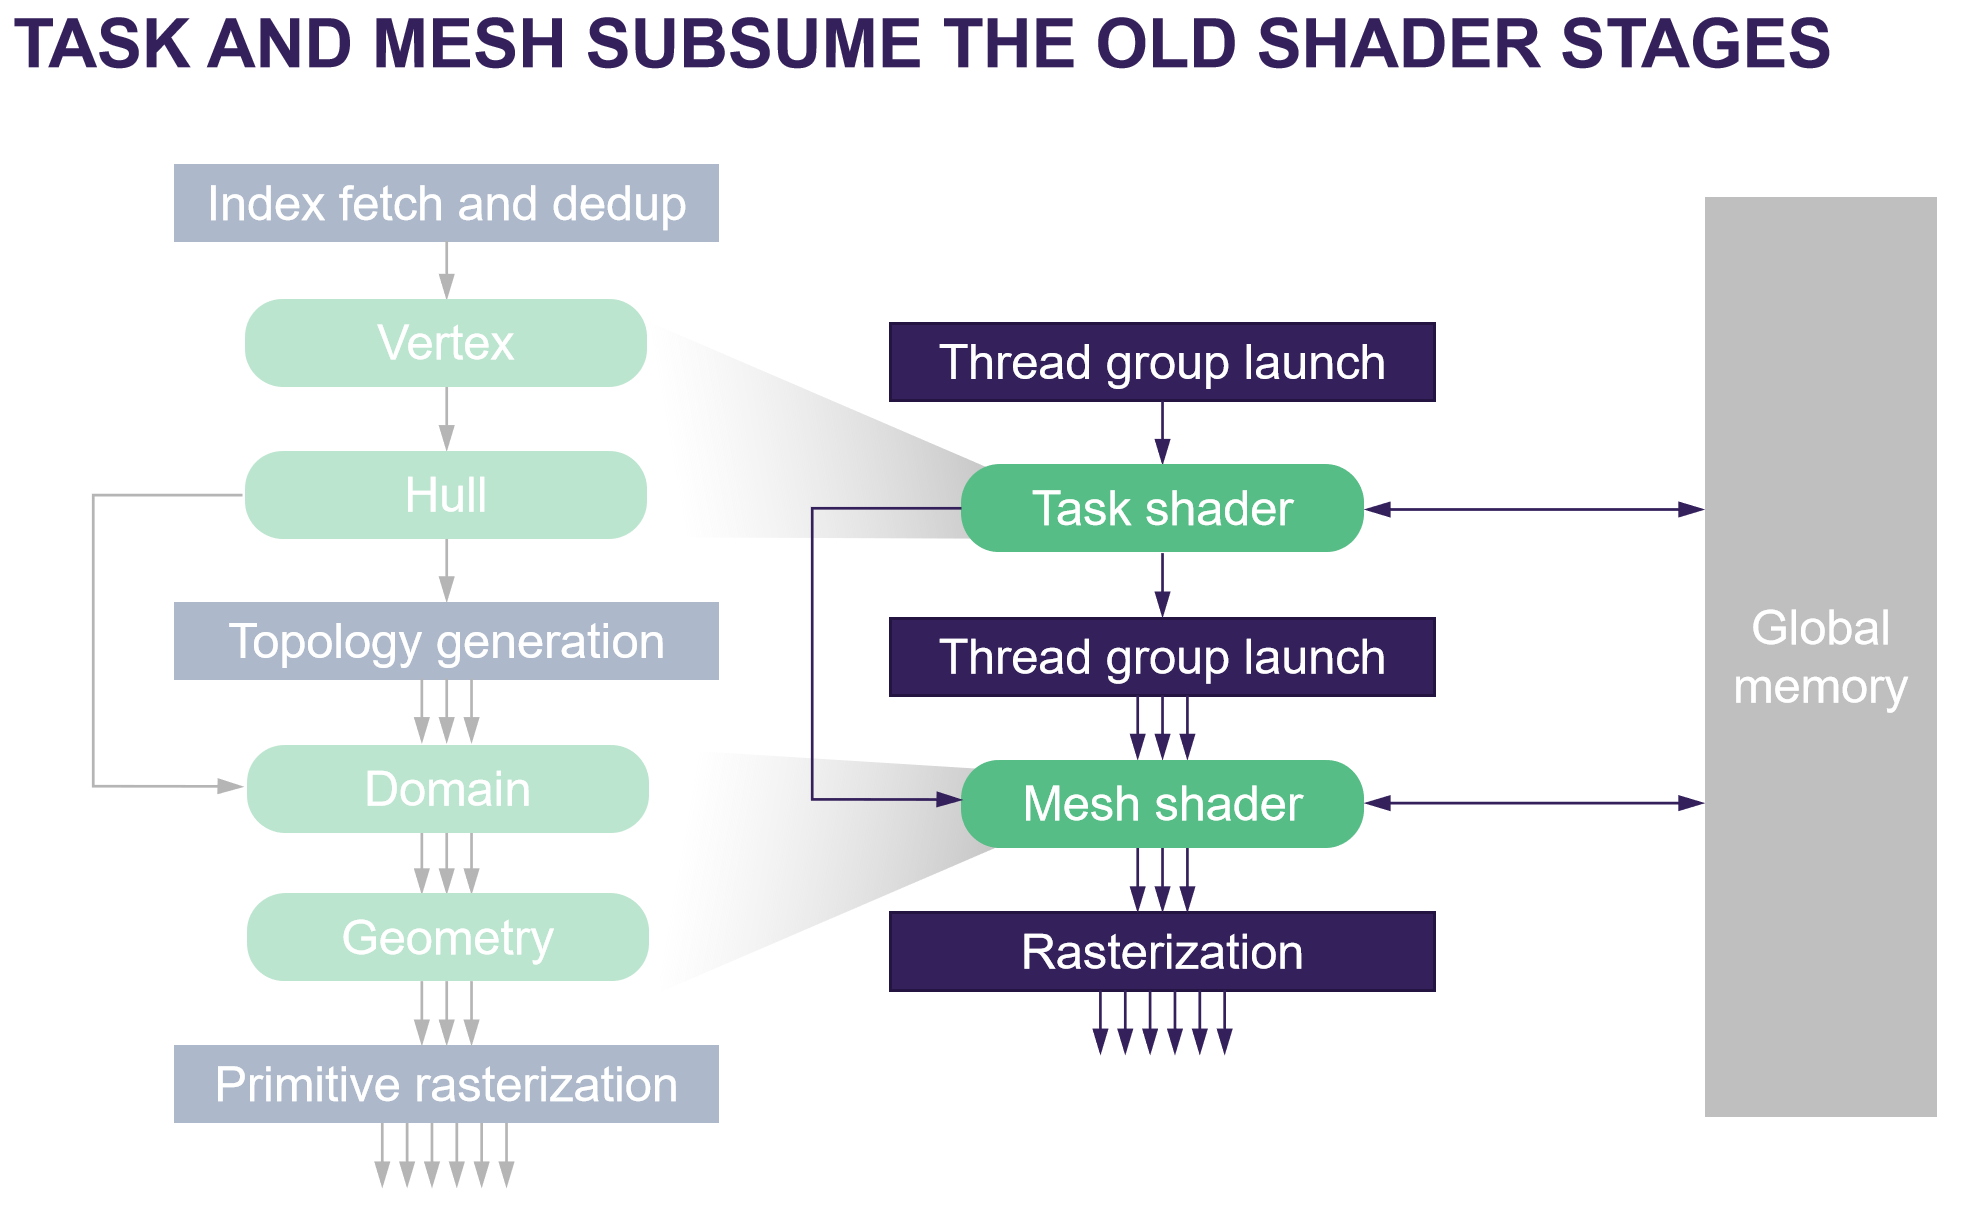 TASK AND MESH SUBSUME THE OLD SHADER STAGES
Index fetch and dedup
Vertex
Hull
Topology generation
Domain
Geometry
Primitive rasterization
Thread group launch
Task shader
Thread group launch
Mesh shader
Rasterization
Global
memory